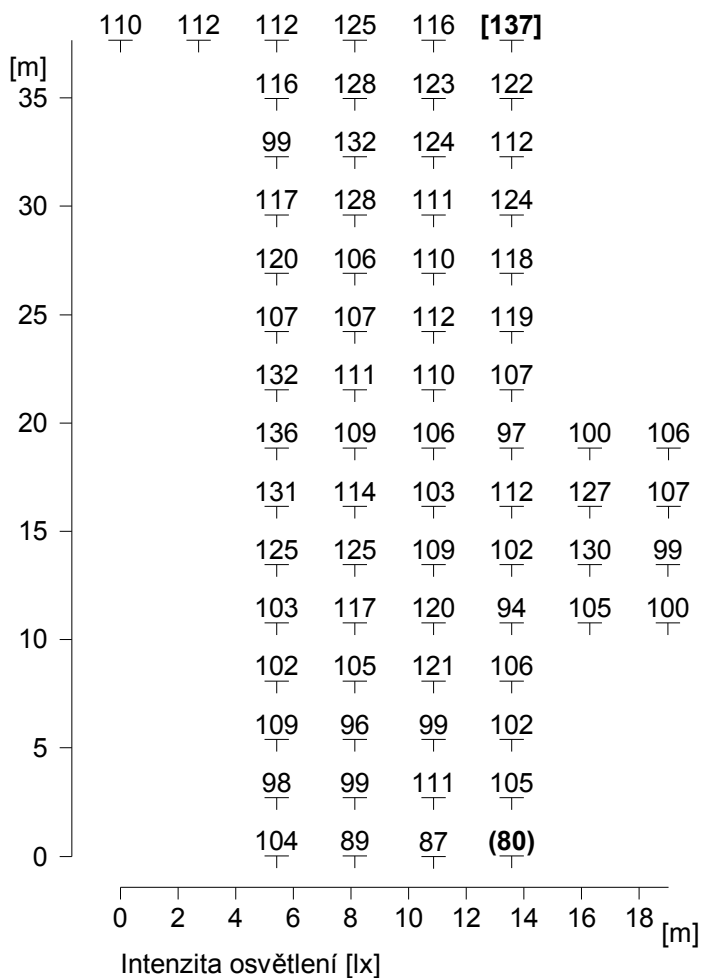 110 112 112 125 116 [137]
[m]
116 128 123 122
35
99 132 124 112
117 128 111 124
30
120 106 110 118
107 107 112 119
25
132 111 110 107
136 109 106 97 100 106
20
131 114 103 112 127 107
15
125 125 109 102 130 99
103 117 120 94 105 100
10
102 105 121 106
109 96 99 102
5
98 99 111 105
104 89 87 (80)
0
0 2 4 6 8 10 12 14 16 18
[m]
Intenzita osvětlení [lx]